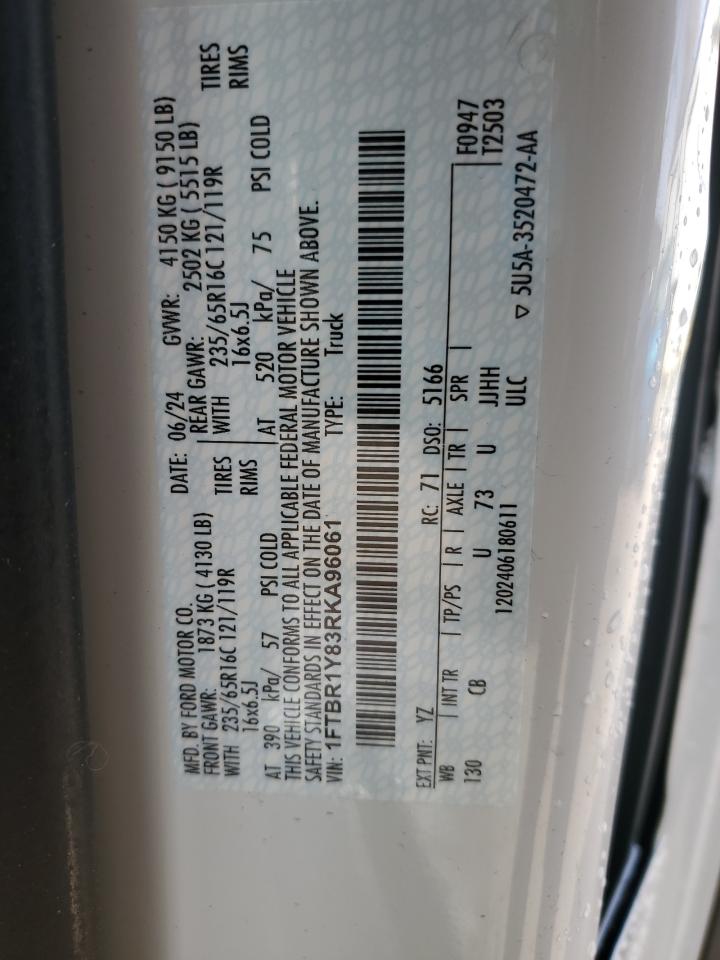 MFD. BY FORD MOTOR CO.
DATE: 06/24 GVWR: 4150 KG ( 9150 LB)
FRONT GAWR: 1873 KG ( 4130 LB) REAR GAWR: 2502 KG ( 5515 LB)
WITH 235/65R16C 121/119R TIRES WITH 235/65R16C 121/119R TIRES
16x6.5J RIMS 16x6.5J RIMS
AT 390 kPa/ 57 PSI COLD AT 520 kPa/ 75 PSI COLD
THIS VEHICLE CONFORMS TO ALL APPLICABLE FEDERAL MOTOR VEHICLE
SAFETY STANDARDS IN EFFECT ON THE DATE OF MANUFACTURE SHOWN ABOVE.
VIN: 1FTBR1Y83RKA96061 TYPE: Truck
EXT PNT: YZ RC: 71 DSO: 5166
WB | INT TR | TP/PS | R | AXLE | TR | SPR | F0947
130 CB U 73 U JJHH T2503
1202406180611 ULC
▽ 5U5A-3520472-AA